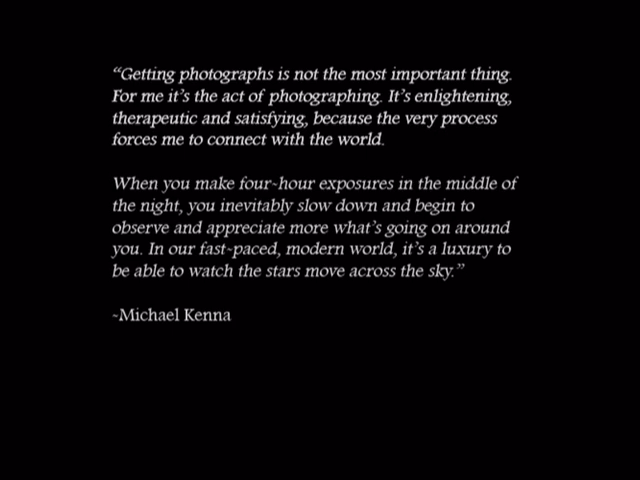 “Getting photographs is not the most important thing.
For me it’s the act of photographing. It’s enlightening,
therapeutic and satisfying, because the very process
forces me to connect with the world.
When you make four-hour exposures in the middle of
the night, you inevitably slow down and begin to
observe and appreciate more what’s going on around
you. In our fast-paced, modern world, it’s a luxury to
be able to watch the stars move across the sky.”
~Michael Kenna